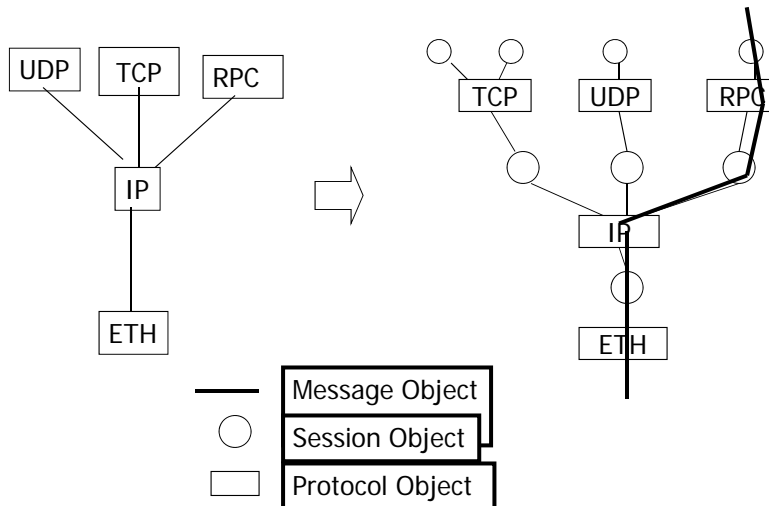 UDP
TCP
RPC
IP
ETH
TCP
UDP
RPC
IP
ETH
Message Object
Session Object
Protocol Object